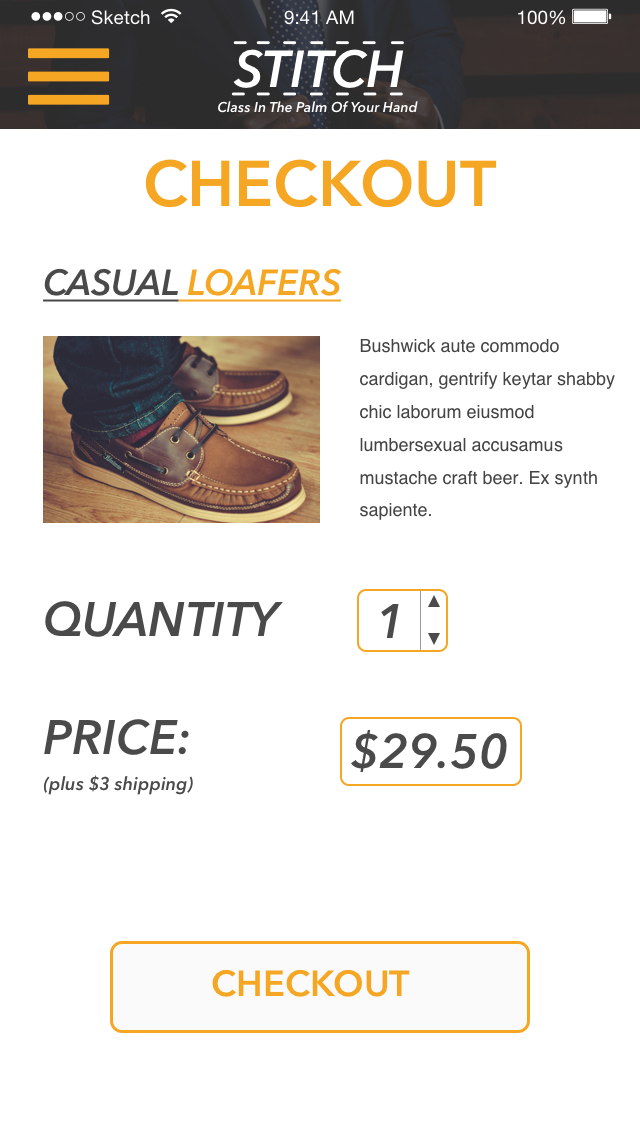 Sketch 9:41 AM 100%
STITCH
Class In The Palm Of Your Hand
CHECKOUT
CASUAL LOAFERS
Bushwick aute commodo
cardigan, gentrify keytar shabby
chic laborum eiusmod
lumbersexual accusamus
mustache craft beer. Ex synth
sapiente.
QUANTITY 1
PRICE: $29.50
(plus $3 shipping)
CHECKOUT